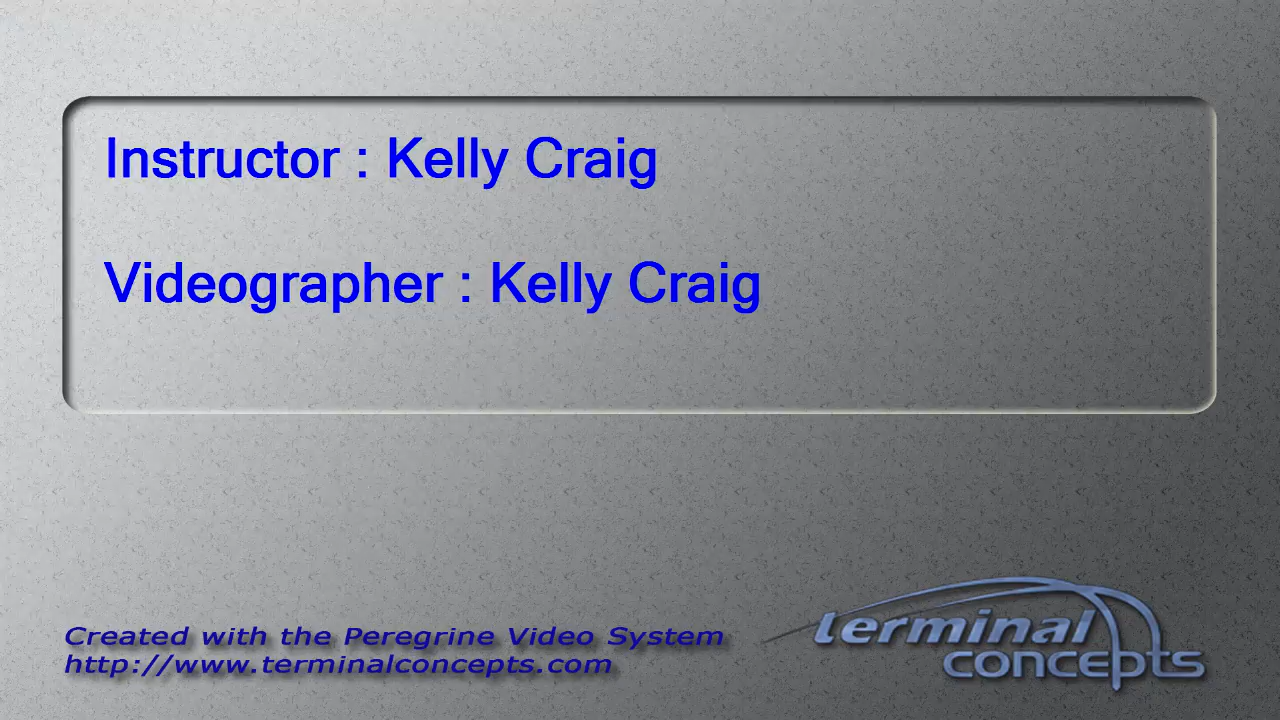 Instructor : Kelly Craig
Videographer : Kelly Craig
Created with the Peregrine Video System
http://www.terminalconcepts.com
terminal
concepts